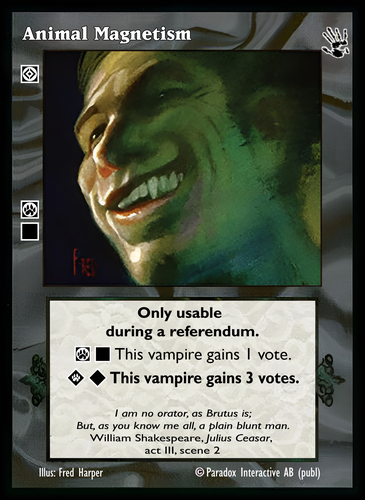 Animal Magnetism
Only usable
during a referendum.
This vampire gains 1 vote.
This vampire gains 3 votes.
I am no orator, as Brutus is;
But, as you know me all, a plain blunt man.
William Shakespeare, Julius Ceasar,
act III, scene 2
Illus: Fred Harper © Paradox Interactive AB (publ)